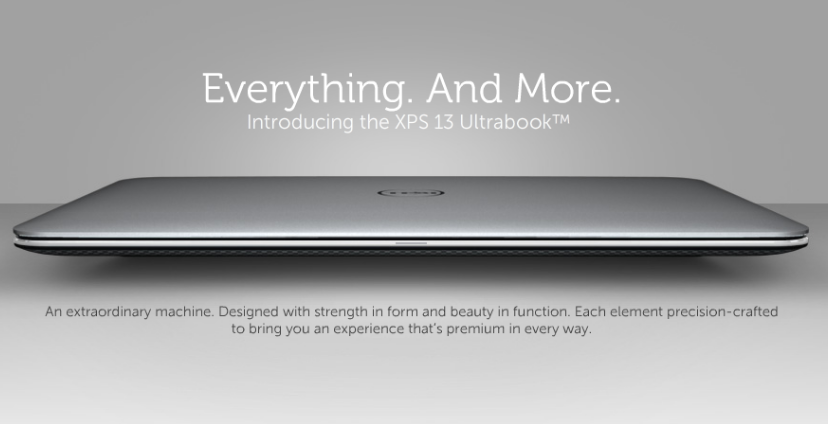 Everything. And More.
Introducing the XPS 13 Ultrabook™
DELL
An extraordinary machine. Designed with strength in form and beauty in function. Each element precision-crafted
to bring you an experience that's premium in every way.